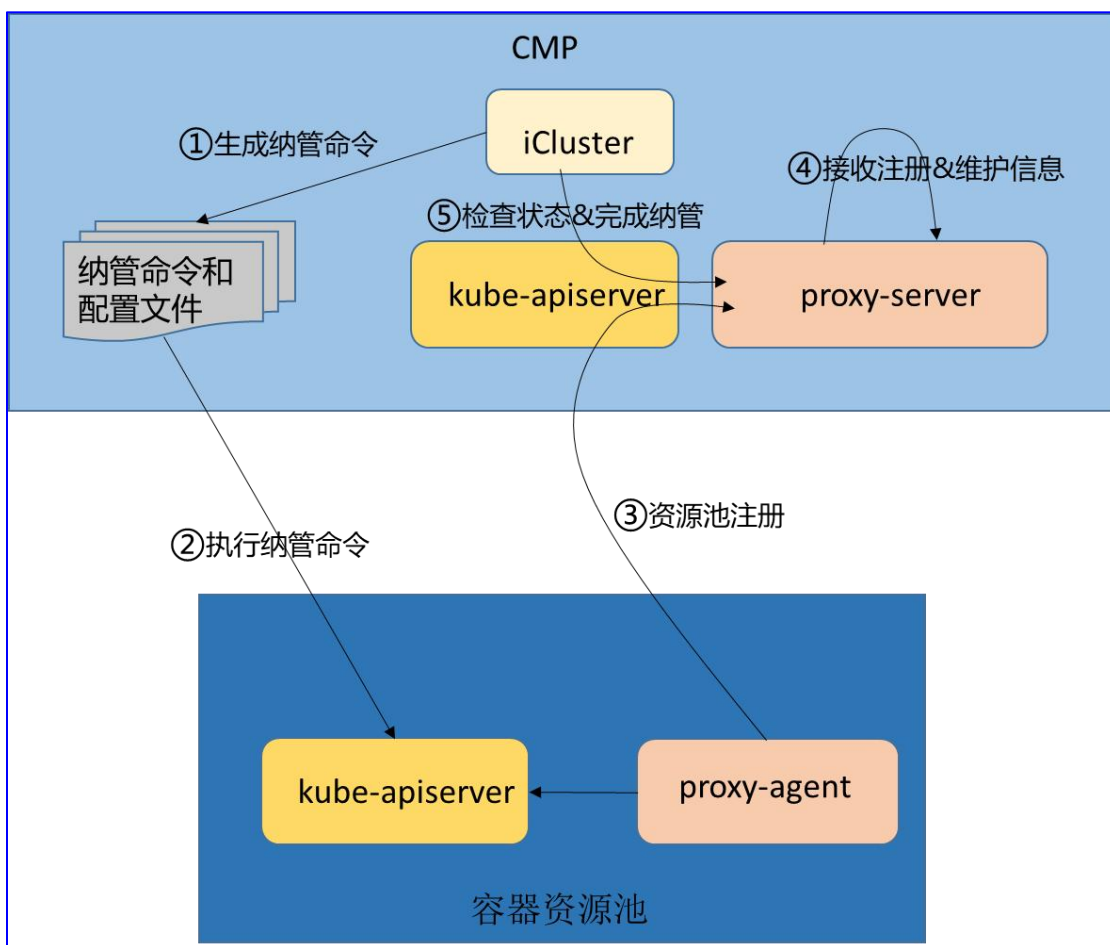 CMP
iCluster
①生成纳管命令
④接收注册&维护信息
⑤检查状态&完成纳管
纳管命令和
配置文件
kube-apiserver
proxy-server
③资源池注册
②执行纳管命令
kube-apiserver
proxy-agent
容器资源池